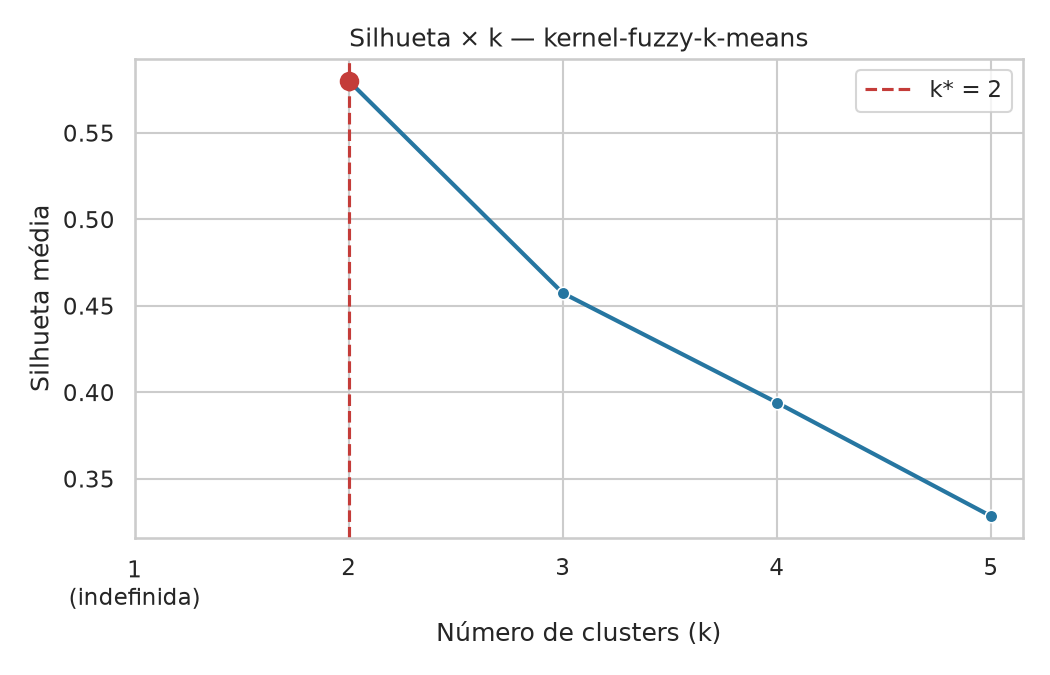 Silhueta × k — kernel-fuzzy-k-means
k* = 2
Silhueta média
0.55
0.50
0.45
0.40
0.35
1
(indefinida)
2
3
4
5
Número de clusters (k)